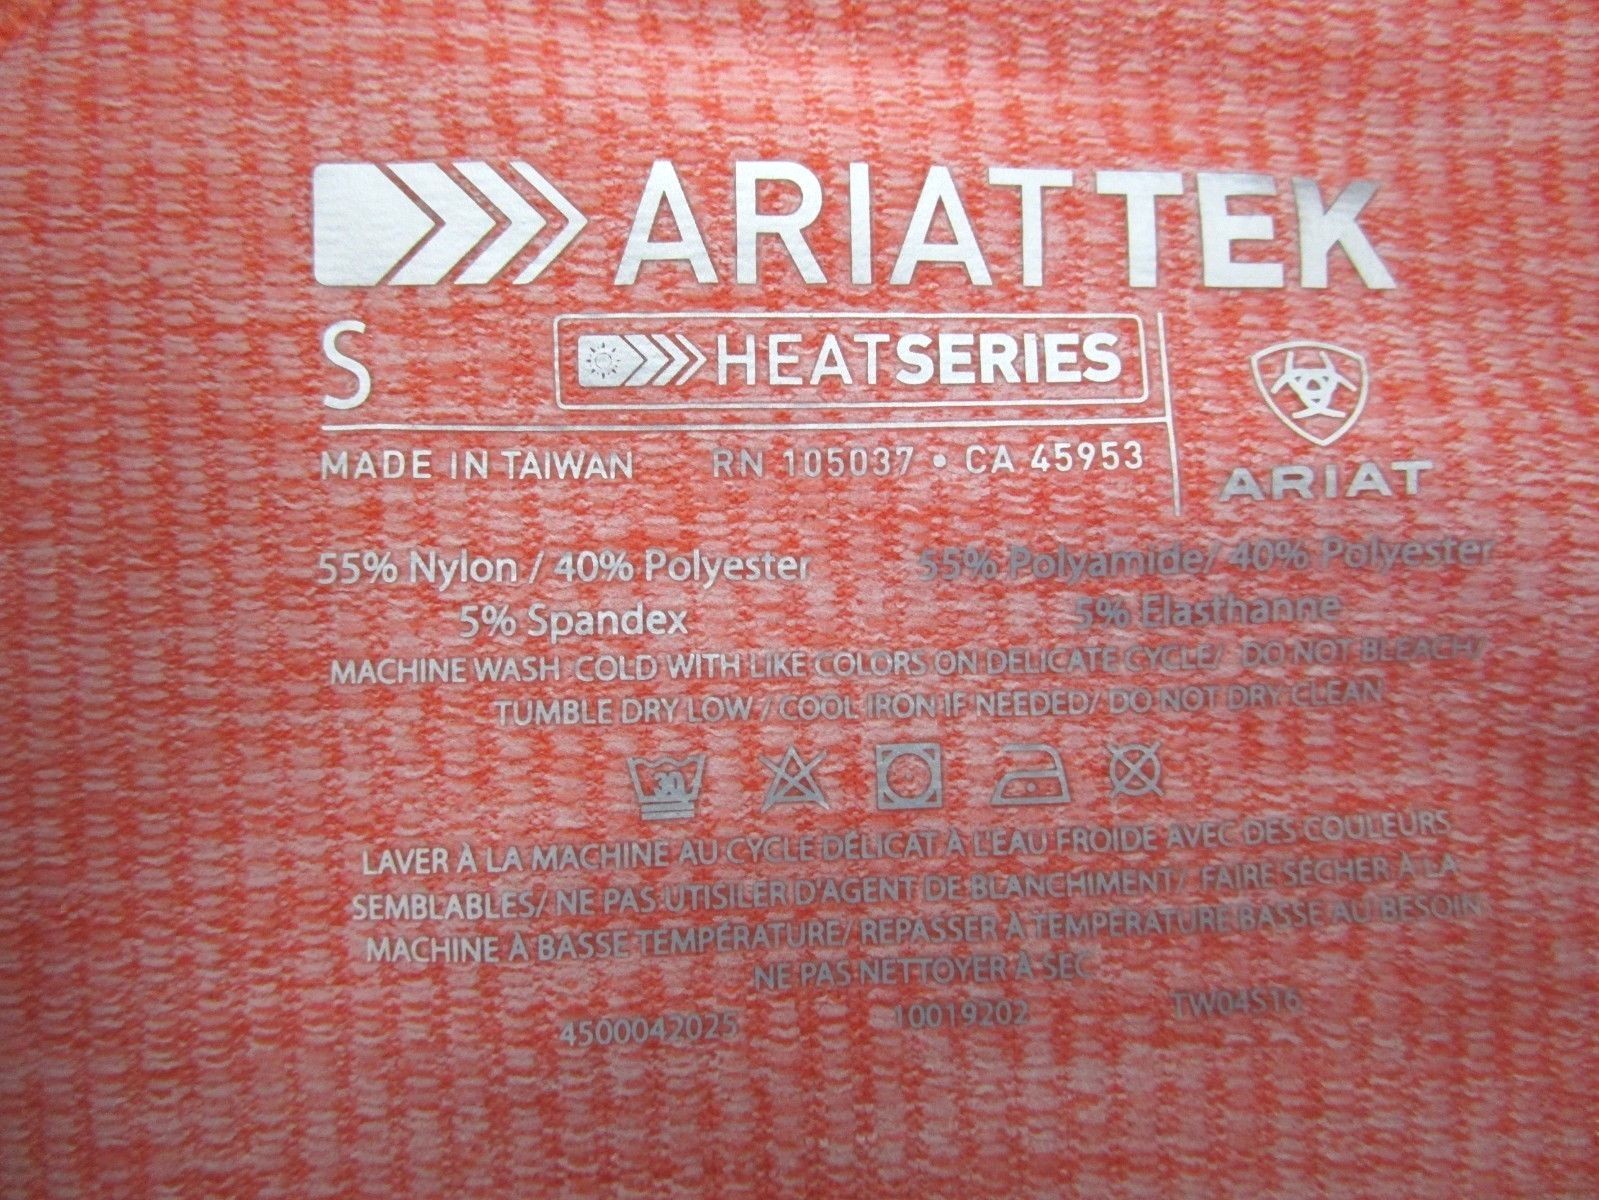 ARIATTEK
S HEATSERIES
MADE IN TAIWAN RN 105037 • CA 45953
ARIAT
55% Nylon / 40% Polyester
5% Spandex
55% Polyamide/ 40% Polyester
5% Elasthanne
MACHINE WASH COLD WITH LIKE COLORS ON DELICATE CYCLE/ DO NOT BLEACH/
TUMBLE DRY LOW / COOL IRON IF NEEDED/ DO NOT DRY CLEAN
30
LAVER À LA MACHINE AU CYCLE DÉLICAT À L'EAU FROIDE AVEC DES COULEURS
SEMBLABLES/ NE PAS UTISILER D'AGENT DE BLANCHIMENT/ FAIRE SÉCHER À LA
MACHINE À BASSE TEMPÉRATURE/ REPASSER À TEMPÉRATURE BASSE AU BESOIN
NE PAS NETTOYER À SEC
4500042025 10019202 TW04S16